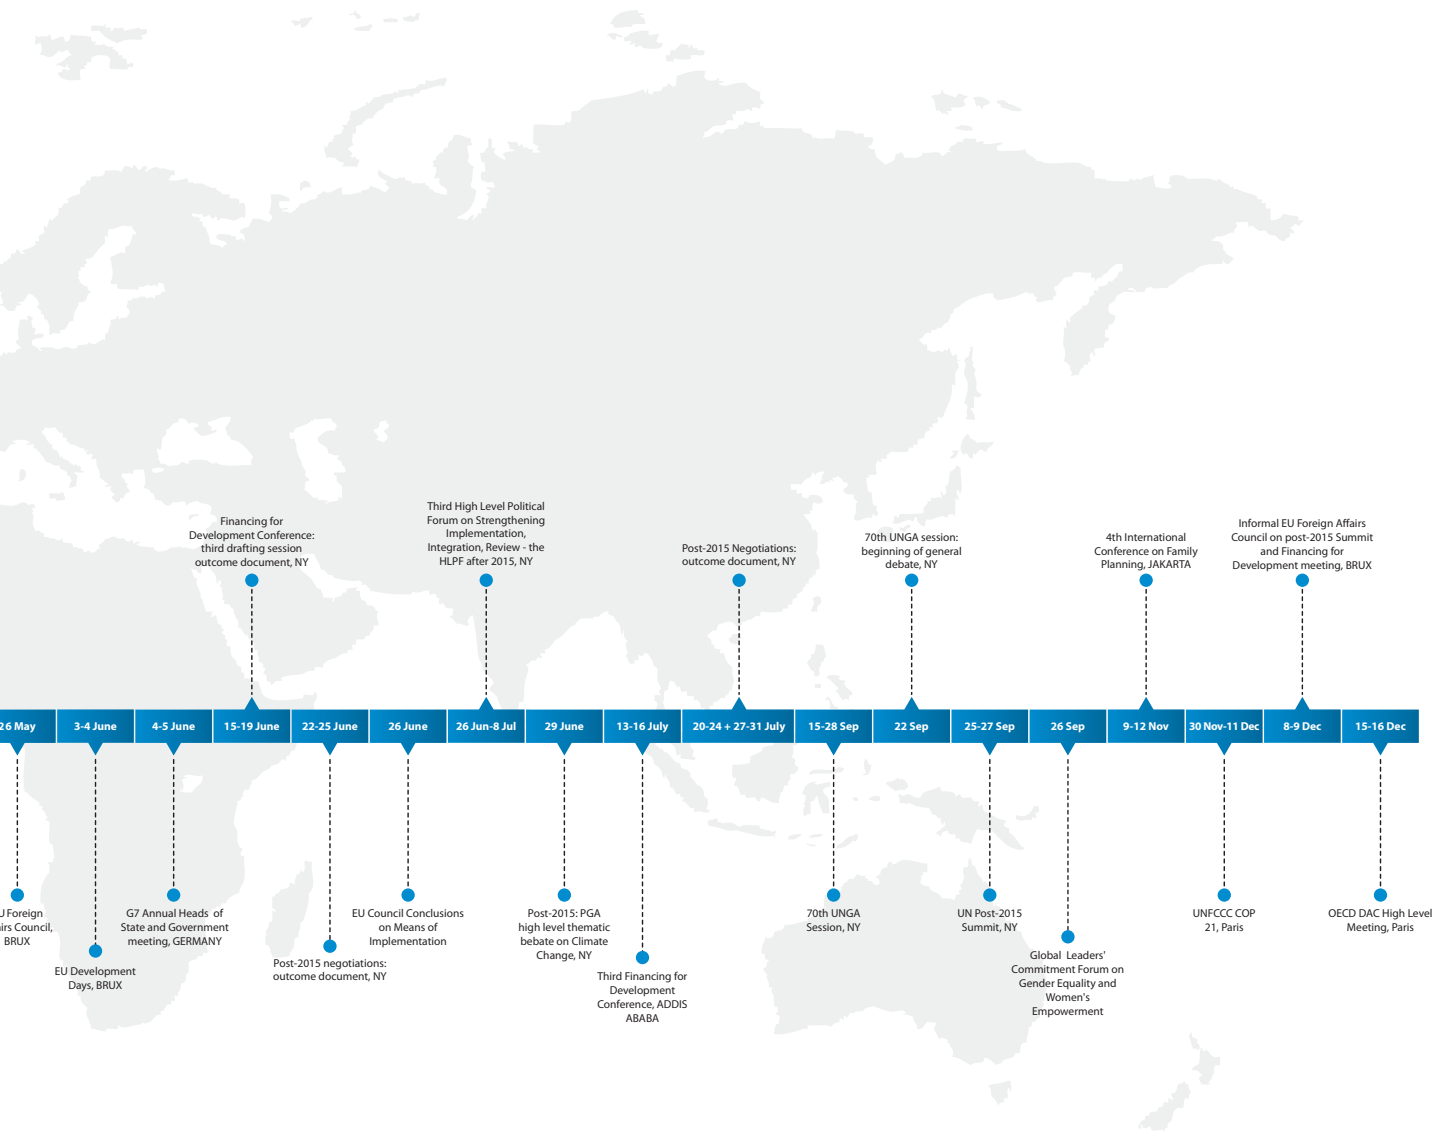 Third High Level Political
Forum on Strengthening
Implementation,
Integration, Review - the
HLPF after 2015, NY
Financing for
Development Conference:
third drafting session
outcome document, NY
Post-2015 Negotiations:
outcome document, NY
70th UNGA session:
beginning of general
debate, NY
4th International
Conference on Family
Planning, JAKARTA
Informal EU Foreign Affairs
Council on post-2015 Summit
and Financing for
Development meeting, BRUX
26 May
3-4 June
4-5 June
15-19 June
22-25 June
26 June
26 Jun-8 Jul
29 June
13-16 July
20-24 + 27-31 July
15-28 Sep
22 Sep
25-27 Sep
26 Sep
9-12 Nov
30 Nov-11 Dec
8-9 Dec
15-16 Dec
U Foreign
irs Council,
BRUX
EU Development
Days, BRUX
G7 Annual Heads of
State and Government
meeting, GERMANY
Post-2015 negotiations:
outcome document, NY
EU Council Conclusions
on Means of
Implementation
Post-2015: PGA
high level thematic
bebate on Climate
Change, NY
Third Financing for
Development
Conference, ADDIS
ABABA
70th UNGA
Session, NY
UN Post-2015
Summit, NY
Global Leaders'
Commitment Forum on
Gender Equality and
Women's
Empowerment
UNFCCC COP
21, Paris
OECD DAC High Level
Meeting, Paris